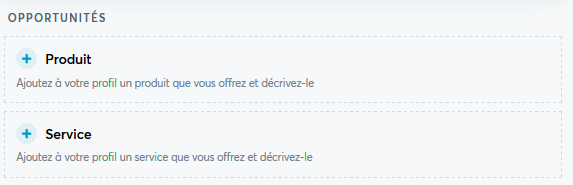 OPPORTUNITÉS
Produit
Ajoutez à votre profil un produit que vous offrez et décrivez-le
Service
Ajoutez à votre profil un service que vous offrez et décrivez-le